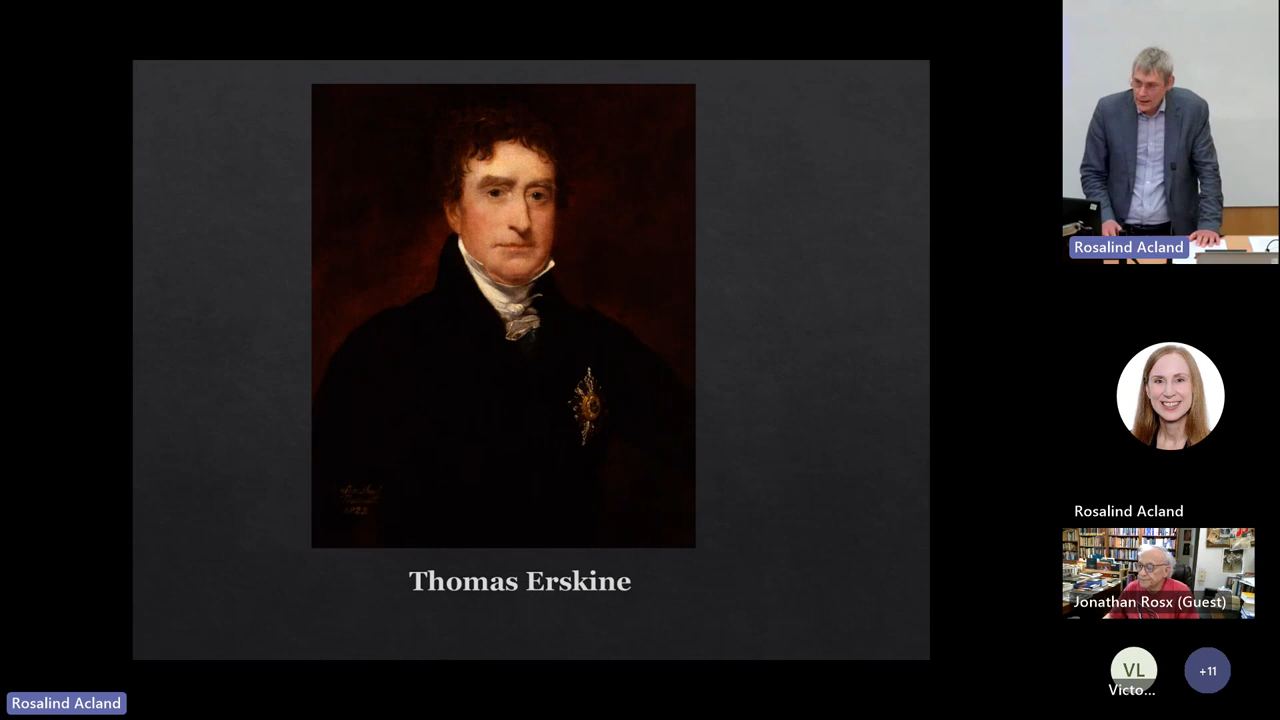 Rosalind Acland
Rosalind Acland
Jonathan Rosx (Guest)
VL
Victo...
+11
Thomas Erskine
Rosalind Acland